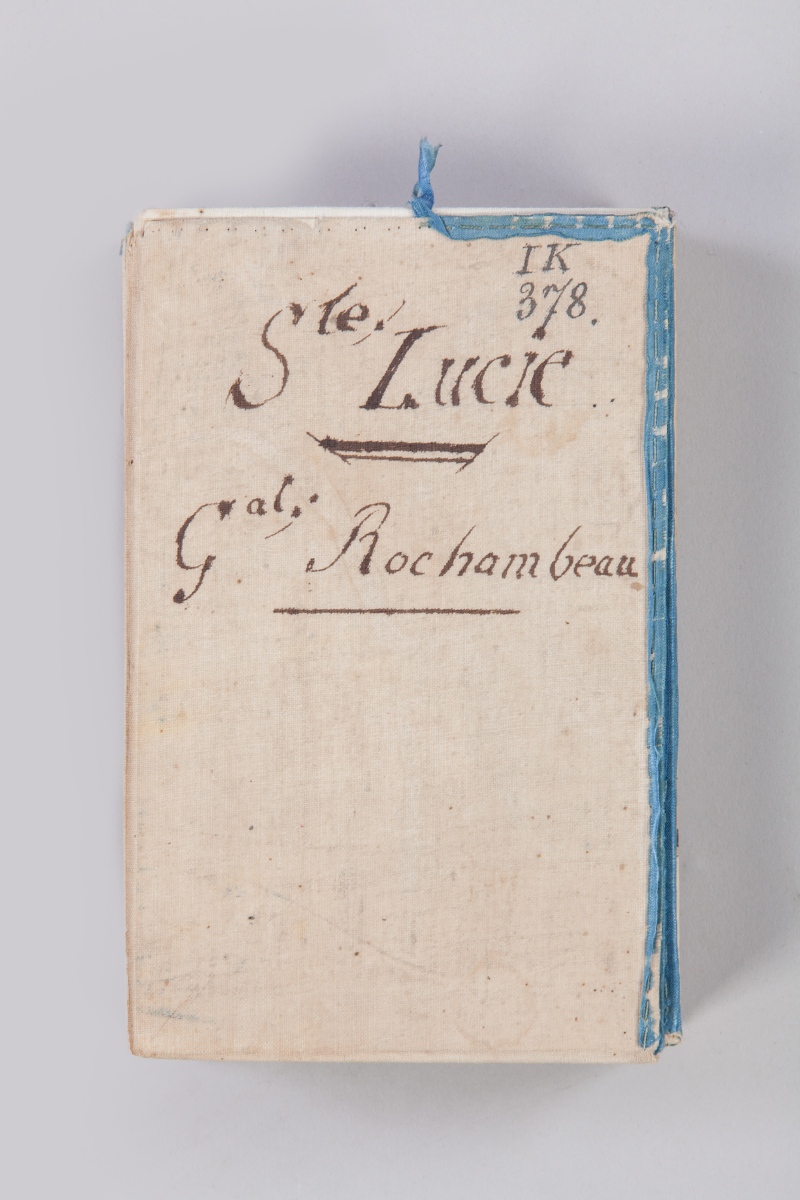 IK
378.
Ste, Lucie
Gal, Rochambeau